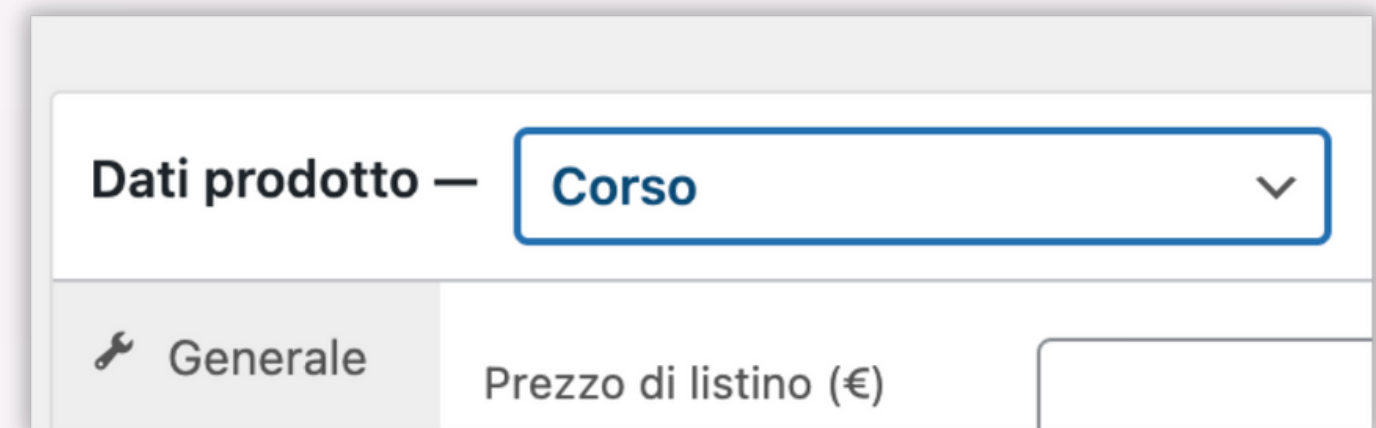 Dati prodotto —
Corso
Generale
Prezzo di listino (€)